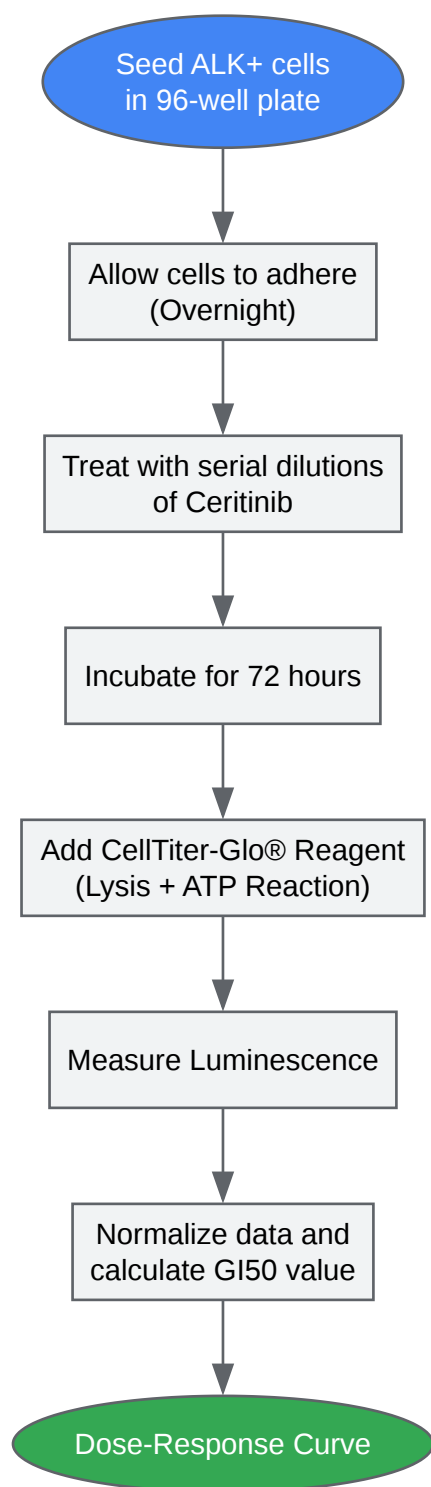 Seed ALK+ cells
in 96-well plate
Allow cells to adhere
(Overnight)
Treat with serial dilutions
of Ceritinib
Incubate for 72 hours
Add CellTiter-Glo® Reagent
(Lysis + ATP Reaction)
Measure Luminescence
Normalize data and
calculate GI50 value
Dose-Response Curve